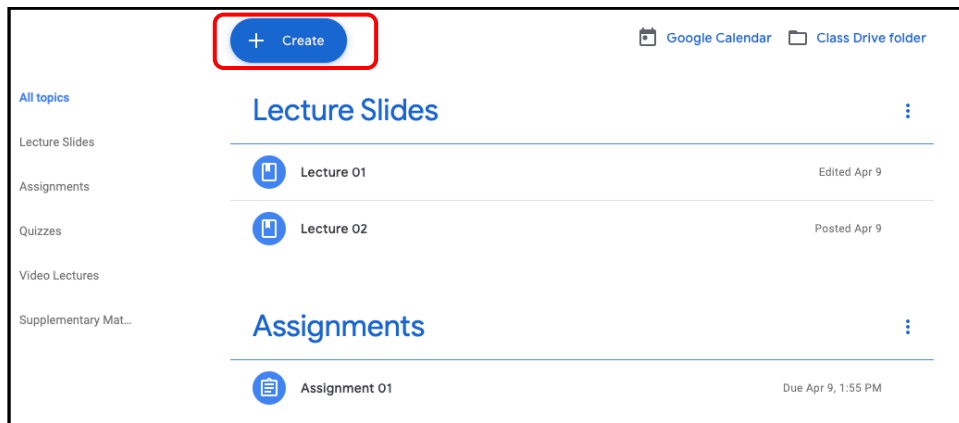 Create
Google Calendar
Class Drive folder
All topics
Lecture Slides
Assignments
Quizzes
Video Lectures
Supplementary Mat...
Lecture Slides
Lecture 01
Edited Apr 9
Lecture 02
Posted Apr 9
Assignments
Assignment 01
Due Apr 9, 1:55 PM